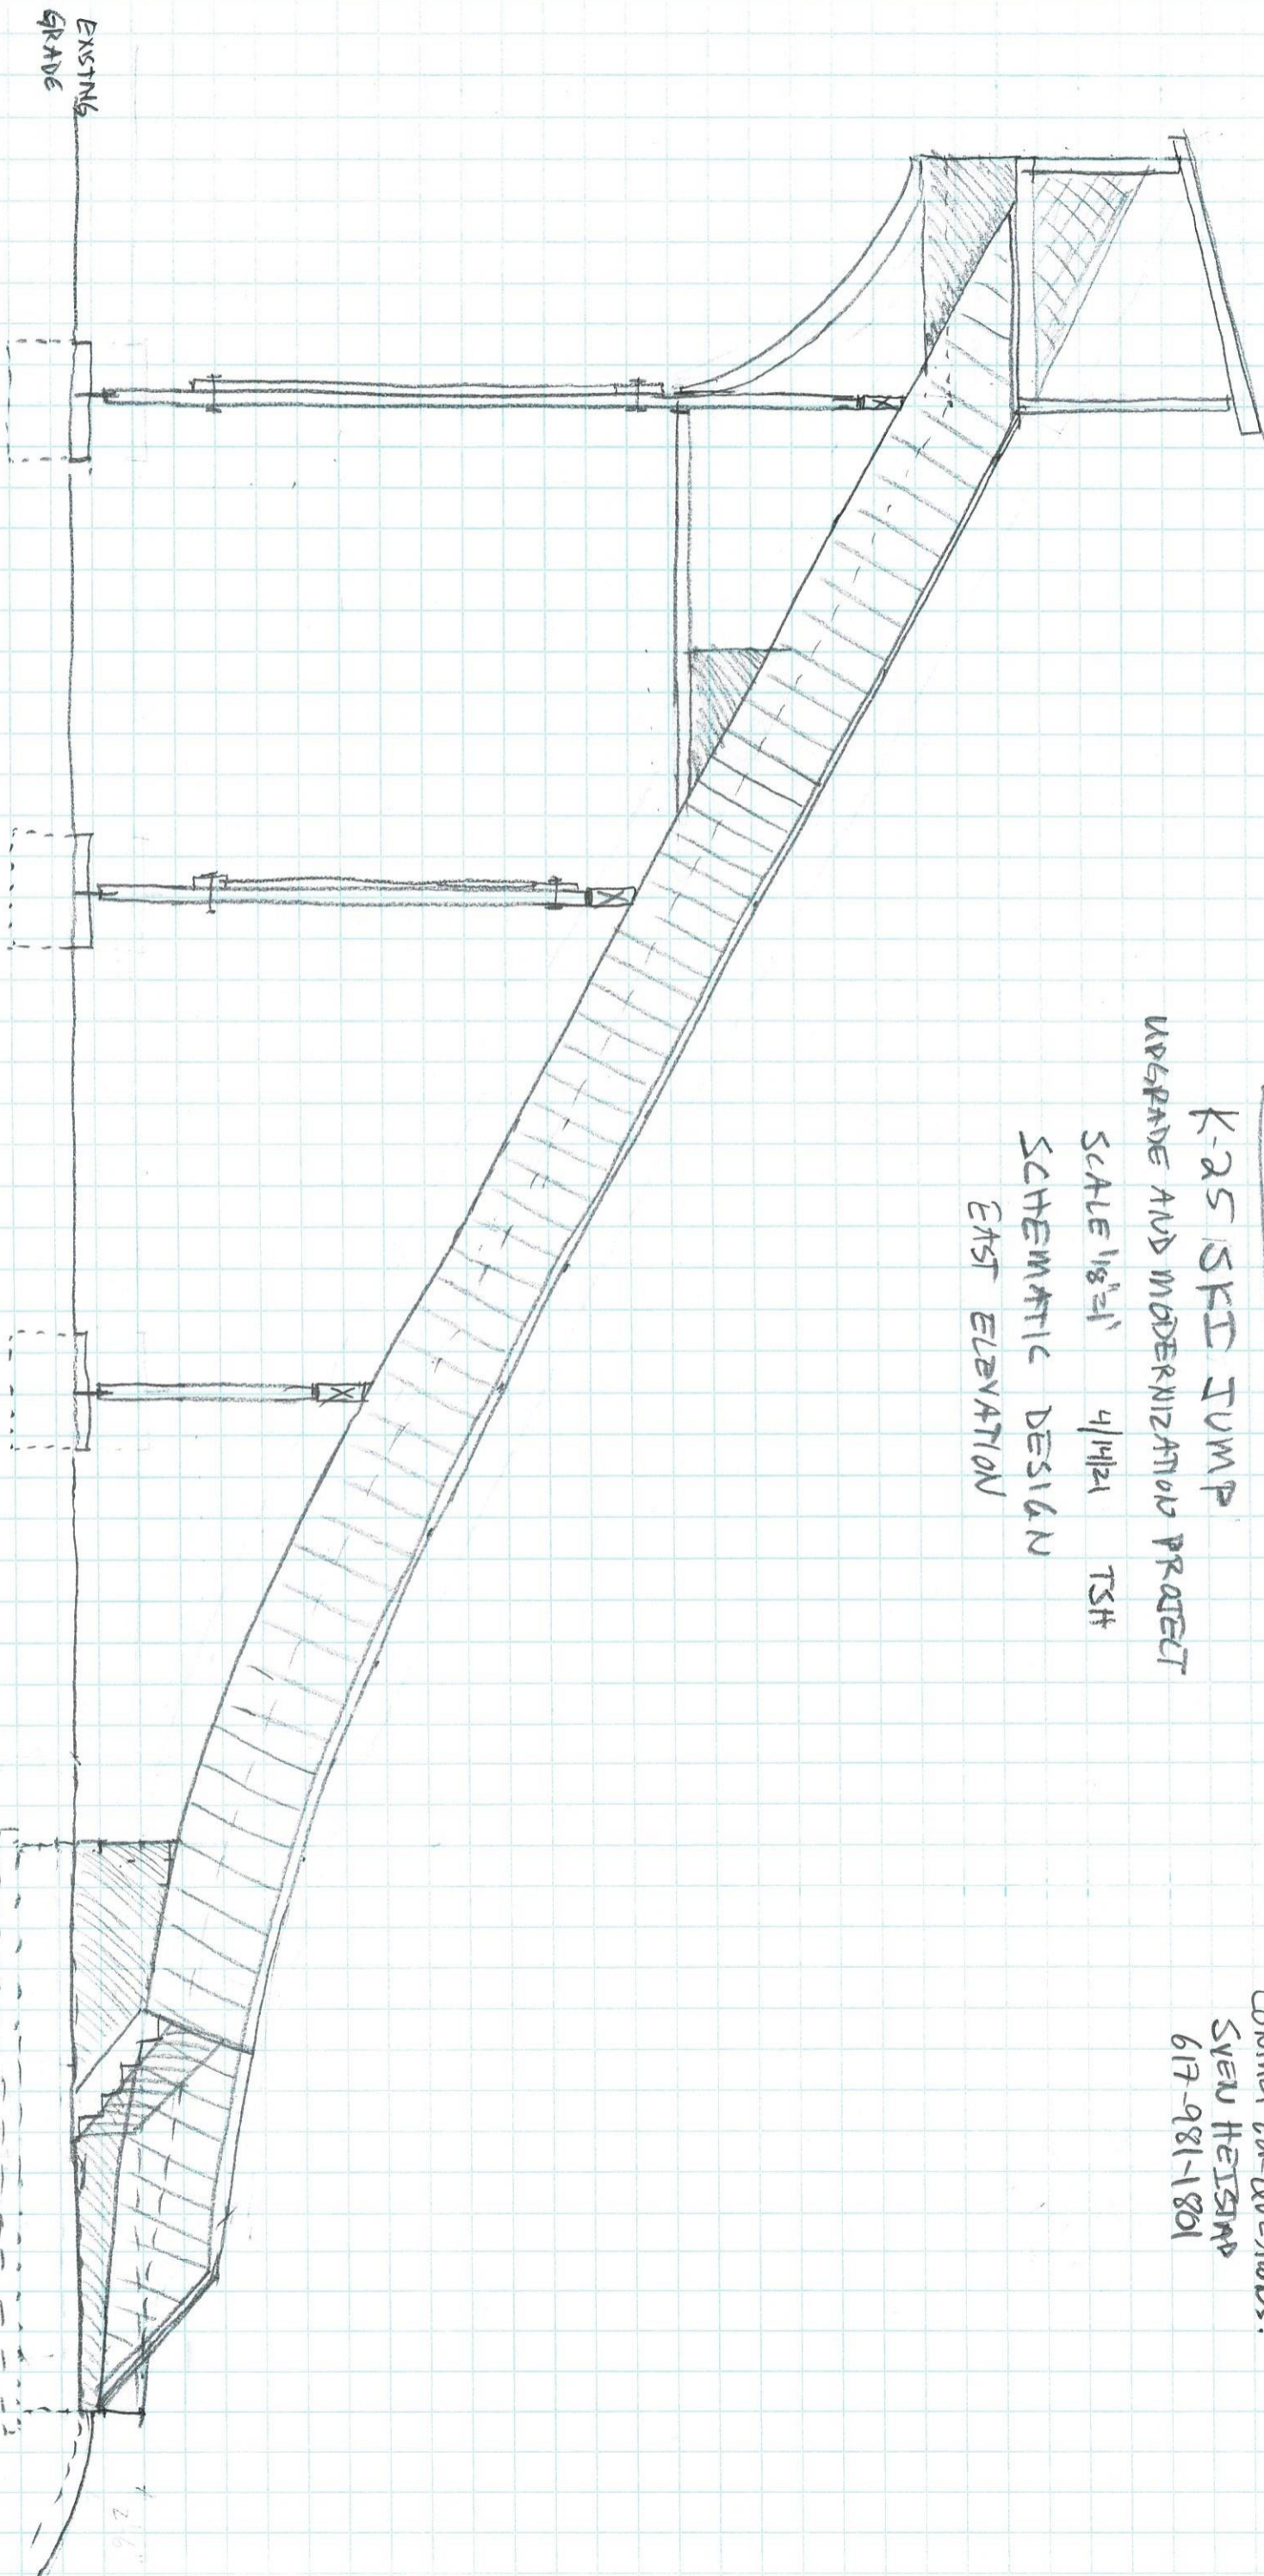 K-25 SKI JUMP
UPGRADE AND MODERNIZATION PROJECT
SCALE 1/8"=1' 4/14/21 TSH
SCHEMATIC DESIGN
EAST ELEVATION
SVEN HEISTAD
617-981-1801
EXISTNG
GRADE